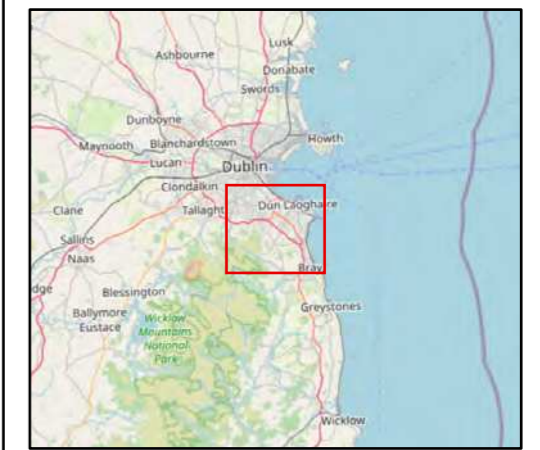 Lusk
Ashbourne
Donabate
Swords
Dunboyne
Howth
Maynooth
Blanchardstown
Lucan
Dublin
Clondalkin
Clane
Tallaght
Dún Laoghaire
Sallins
Naas
Bray
dge
Blessington
Greystones
Ballymore
Eustace
Wicklow
Mountains
National
Park
Wicklow